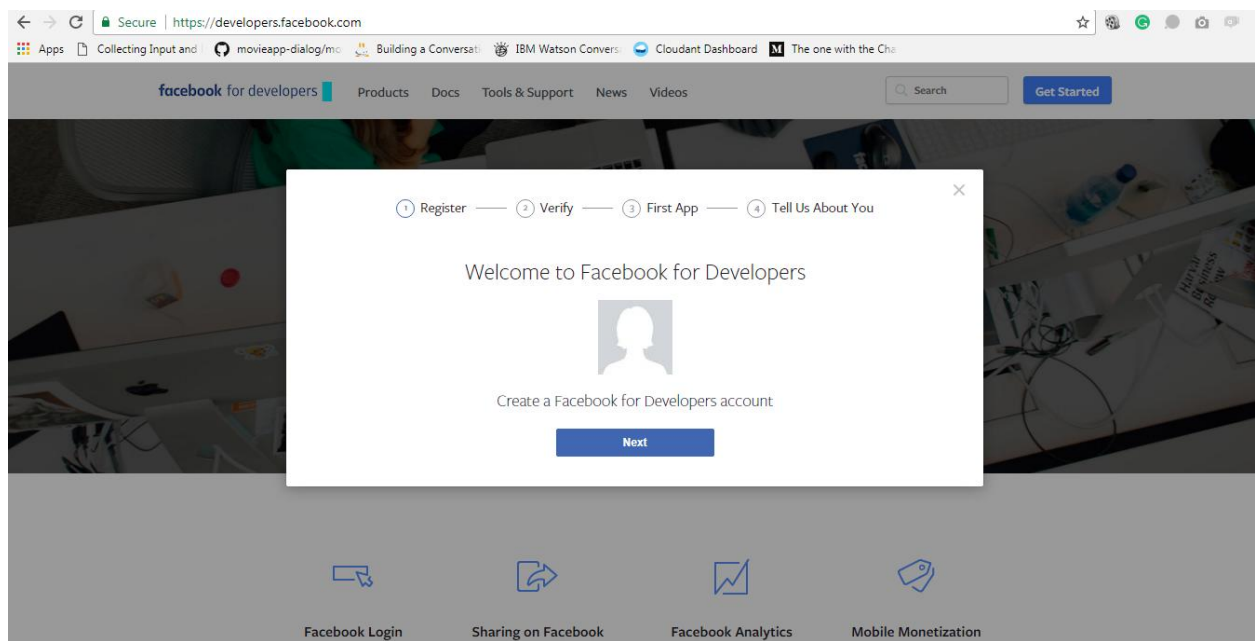 Secure | https://developers.facebook.com
Apps Collecting Input and movieapp-dialog/mo Building a Conversati IBM Watson Convers Cloudant Dashboard M The one with the Cha
facebook for developers Products Docs Tools & Support News Videos Search Get Started
1 Register 2 Verify 3 First App 4 Tell Us About You
Welcome to Facebook for Developers
Create a Facebook for Developers account
Next
Harvard
Business
Re
Facebook Login Sharing on Facebook Facebook Analytics Mobile Monetization